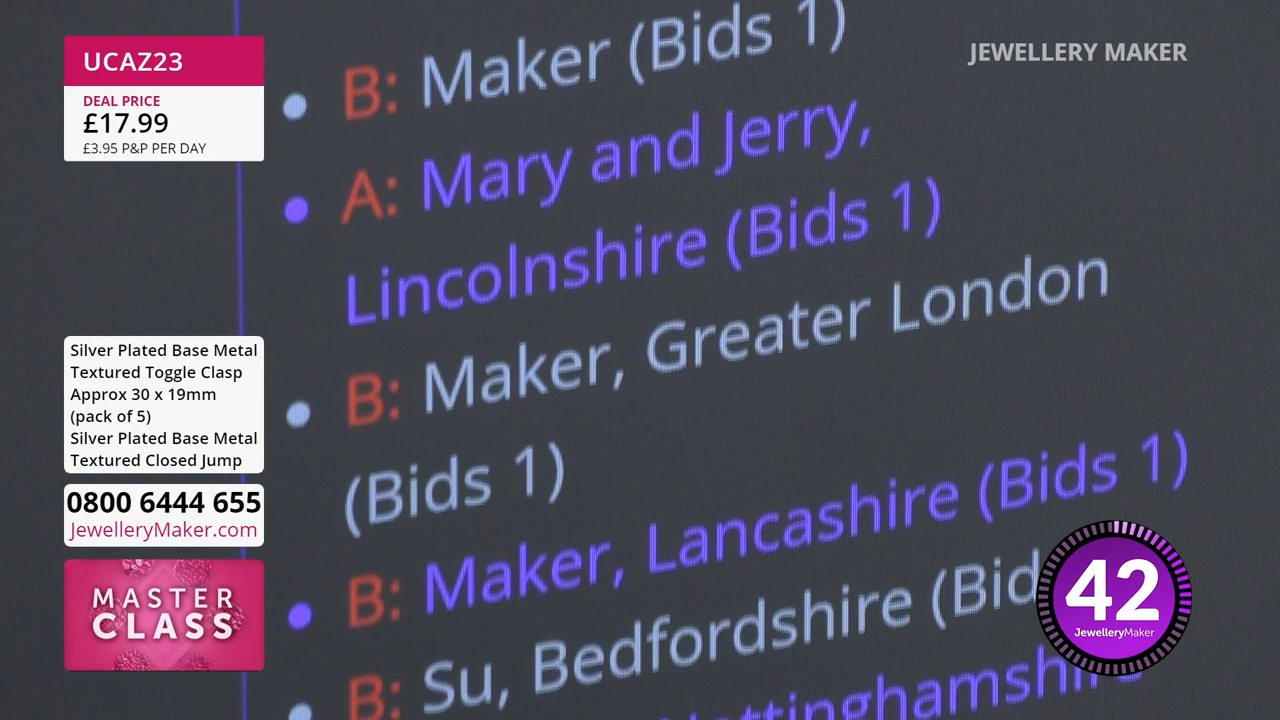 UCAZ23
DEAL PRICE
£17.99
£3.95 P&P PER DAY
JEWELLERY MAKER
B: Maker (Bids 1)
A: Mary and Jerry,
Lincolnshire (Bids 1)
B: Maker, Greater London
(Bids 1)
B: Maker, Lancashire (Bids 1)
B: Su, Bedfordshire (Bid
Silver Plated Base Metal
Textured Toggle Clasp
Approx 30 x 19mm
(pack of 5)
Silver Plated Base Metal
Textured Closed Jump
0800 6444 655
JewelleryMaker.com
MASTER
CLASS
42
JewelleryMaker